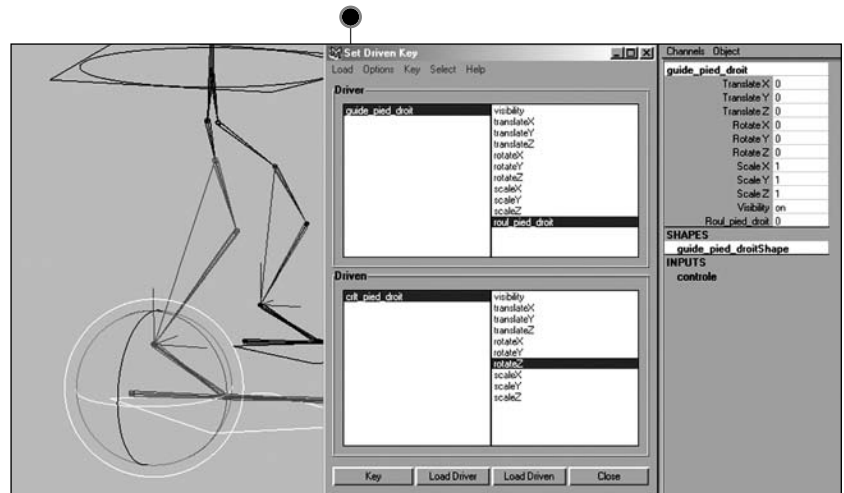 Set Driven Key
Load Options Key Select Help
Driver
guide_pied_droit
visibility
translateX
translateY
translateZ
rotateX
rotateY
rotateZ
scaleX
scaleY
scaleZ
roul_pied_droit
Driven
crlt_pied_droit
visibility
translateX
translateY
translateZ
rotateX
rotateY
rotateZ
scaleX
scaleY
scaleZ
Key Load Driver Load Driven Close
Channels Object
guide_pied_droit
Translate X 0
Translate Y 0
Translate Z 0
Rotate X 0
Rotate Y 0
Rotate Z 0
Scale X 1
Scale Y 1
Scale Z 1
Visibility on
Roul_pied_droit 0
SHAPES
guide_pied_droitShape
INPUTS
controle